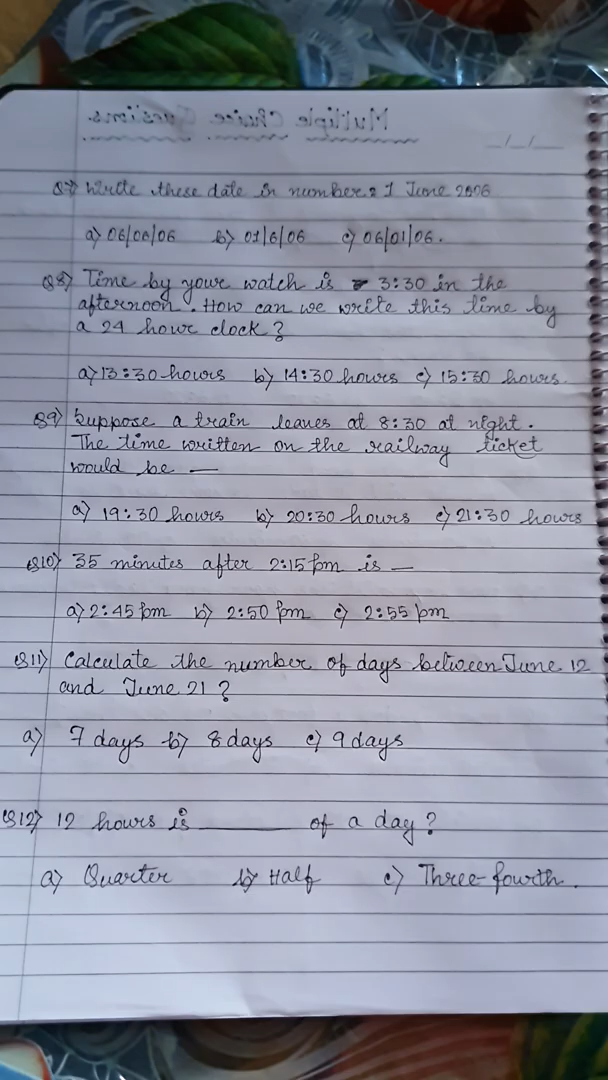 Multiple Choice Questions.
_/_/_
Q7) Write these date in number 21 June 2006
a) 06/06/06 b) 01/6/06 c) 06/01/06.
Q8) Time by your watch is 3:30 in the
afternoon. How can we write this time by
a 24 hour clock?
a) 13:30 hours b) 14:30 hours c) 15:30 hours.
Q9) Suppose a train leaves at 8:30 at night.
The time written on the railway ticket
would be —
a) 19:30 hours b) 20:30 hours c) 21:30 hours
Q10) 35 minutes after 2:15 pm is —
a) 2:45 pm b) 2:50 pm c) 2:55 pm
Q11) Calculate the number of days between June 12
and June 21?
a) 7 days b) 8 days c) 9 days
Q12) 12 hours is ______ of a day?
a) Quarter b) Half c) Three-fourth.